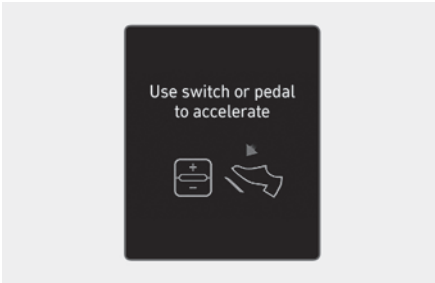 Use switch or pedal
to accelerate
+
−